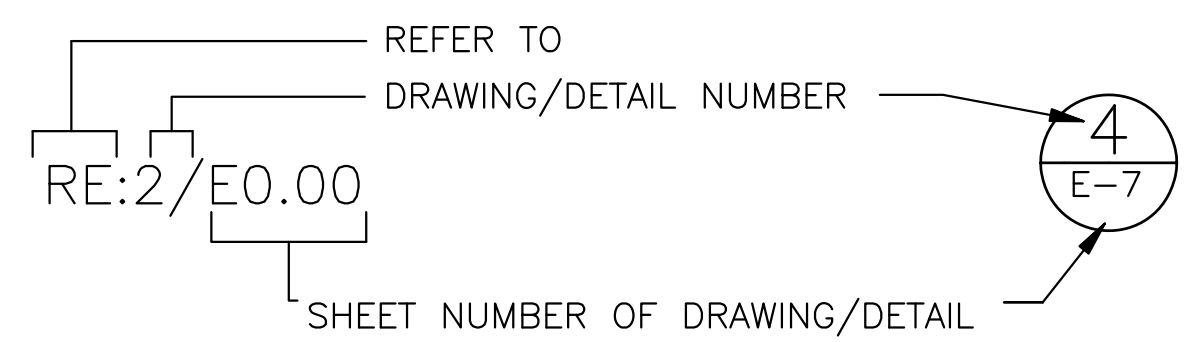 REFER TO
DRAWING/DETAIL NUMBER
4
RE:2/E0.00
E-7
SHEET NUMBER OF DRAWING/DETAIL